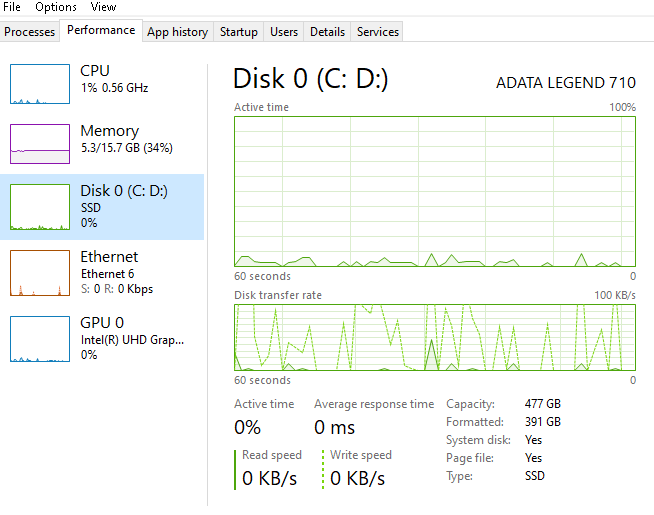 File Options View
Processes Performance App history Startup Users Details Services
CPU
1% 0.56 GHz
Memory
5.3/15.7 GB (34%)
Disk 0 (C: D:)
SSD
0%
Ethernet
Ethernet 6
S: 0 R: 0 Kbps
GPU 0
Intel(R) UHD Grap...
0%
Disk 0 (C: D:) ADATA LEGEND 710
Active time 100%
60 seconds 0
Disk transfer rate 100 KB/s
60 seconds 0
Active time Average response time
0% 0 ms
Read speed Write speed
0 KB/s 0 KB/s
Capacity: 477 GB
Formatted: 391 GB
System disk: Yes
Page file: Yes
Type: SSD